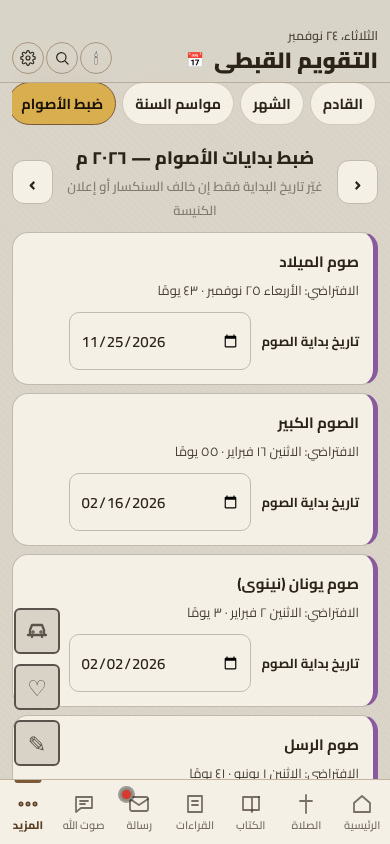 الثلاثاء، ٢٤ نوفمبر
التقويم القبطي 📅
القادم
الشهر
مواسم السنة
ضبط الأصوام
ضبط بدايات الأصوام — ٢٠٢٦ م
غيّر تاريخ البداية فقط إن خالف السنكسار أو إعلان
الكنيسة
صوم الميلاد
الافتراضي: الأربعاء ٢٥ نوفمبر · ٤٣ يومًا
تاريخ بداية الصوم 11/25/2026
الصوم الكبير
الافتراضي: الاثنين ١٦ فبراير · ٥٥ يومًا
تاريخ بداية الصوم 02/16/2026
صوم يونان (نينوى)
الافتراضي: الاثنين ٢ فبراير · ٣ يومًا
تاريخ بداية الصوم 02/02/2026
صوم الرسل
الافتراضي: الاثنين ١ يونيو · ٤١ يومًا
الرئيسية
الصلاة
الكتاب
القراءات
رسالة
صوت الله
المزيد